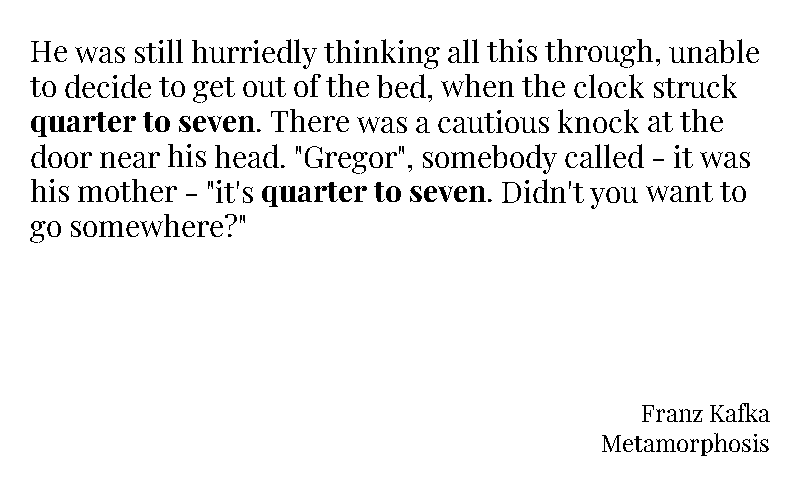 He was still hurriedly thinking all this through, unable
to decide to get out of the bed, when the clock struck
quarter to seven. There was a cautious knock at the
door near his head. "Gregor", somebody called - it was
his mother - "it's quarter to seven. Didn't you want to
go somewhere?"
Franz Kafka
Metamorphosis